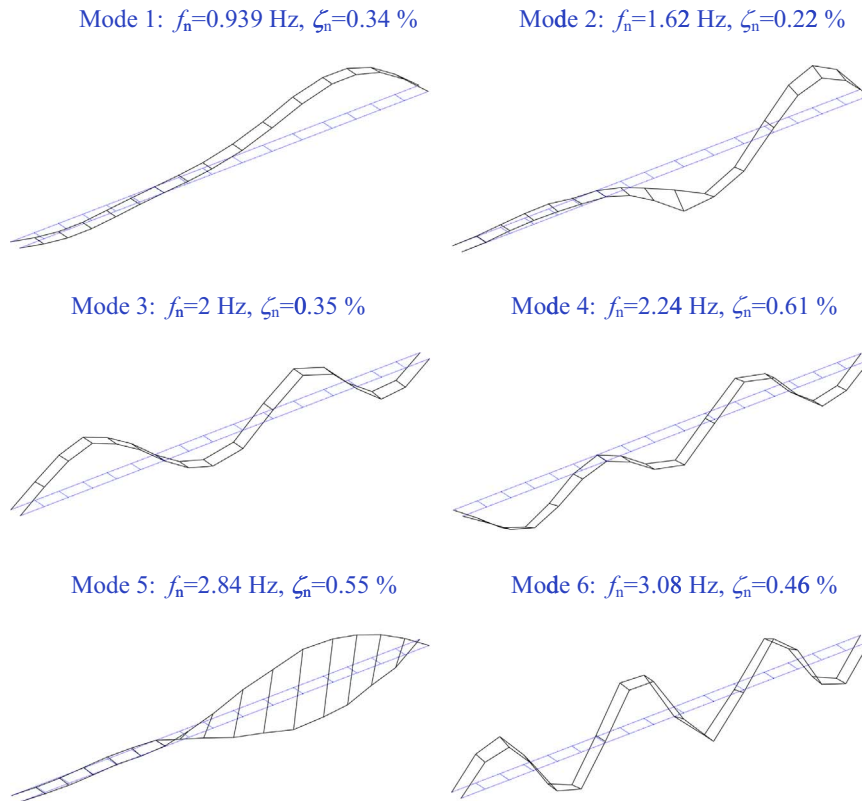 Mode 1: fn=0.939 Hz, ζn=0.34 %
Mode 2: fn=1.62 Hz, ζn=0.22 %
Mode 3: fn=2 Hz, ζn=0.35 %
Mode 4: fn=2.24 Hz, ζn=0.61 %
Mode 5: fn=2.84 Hz, ζn=0.55 %
Mode 6: fn=3.08 Hz, ζn=0.46 %